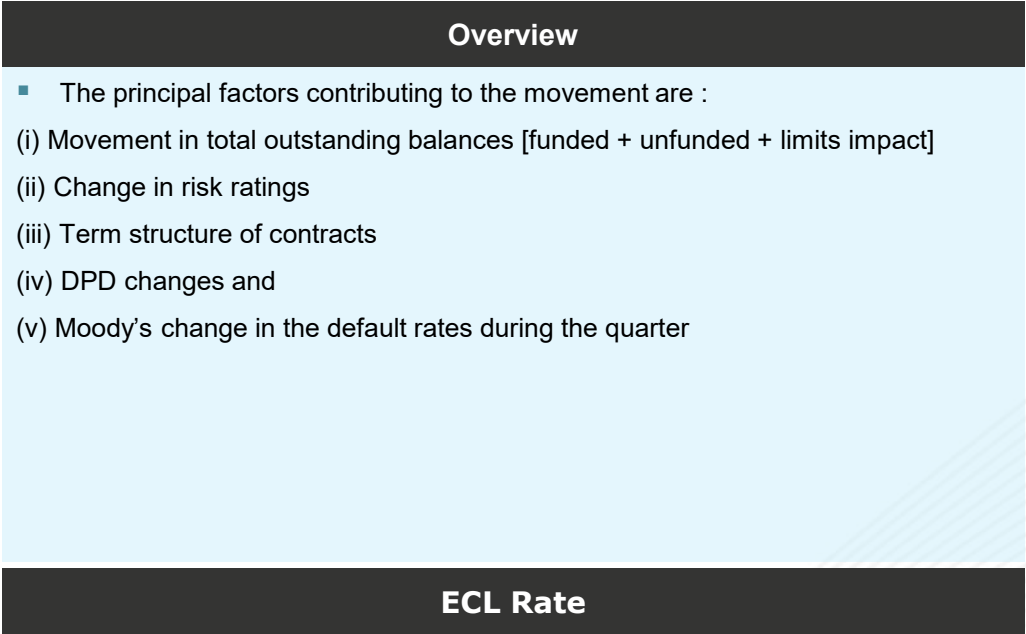 Overview
▪ The principal factors contributing to the movement are :
(i) Movement in total outstanding balances [funded + unfunded + limits impact]
(ii) Change in risk ratings
(iii) Term structure of contracts
(iv) DPD changes and
(v) Moody’s change in the default rates during the quarter
ECL Rate